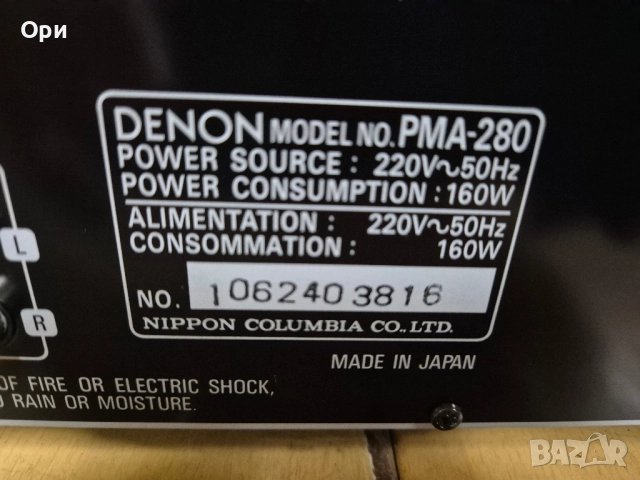 Ори
DENON MODEL NO. PMA-280
POWER SOURCE : 220V~50Hz
POWER CONSUMPTION : 160W
ALIMENTATION : 220V~50Hz
CONSOMMATION : 160W
NO. 1062403816
NIPPON COLUMBIA CO., LTD.
L
R
MADE IN JAPAN
OF FIRE OR ELECTRIC SHOCK,
RAIN OR MOISTURE.
BAZAR